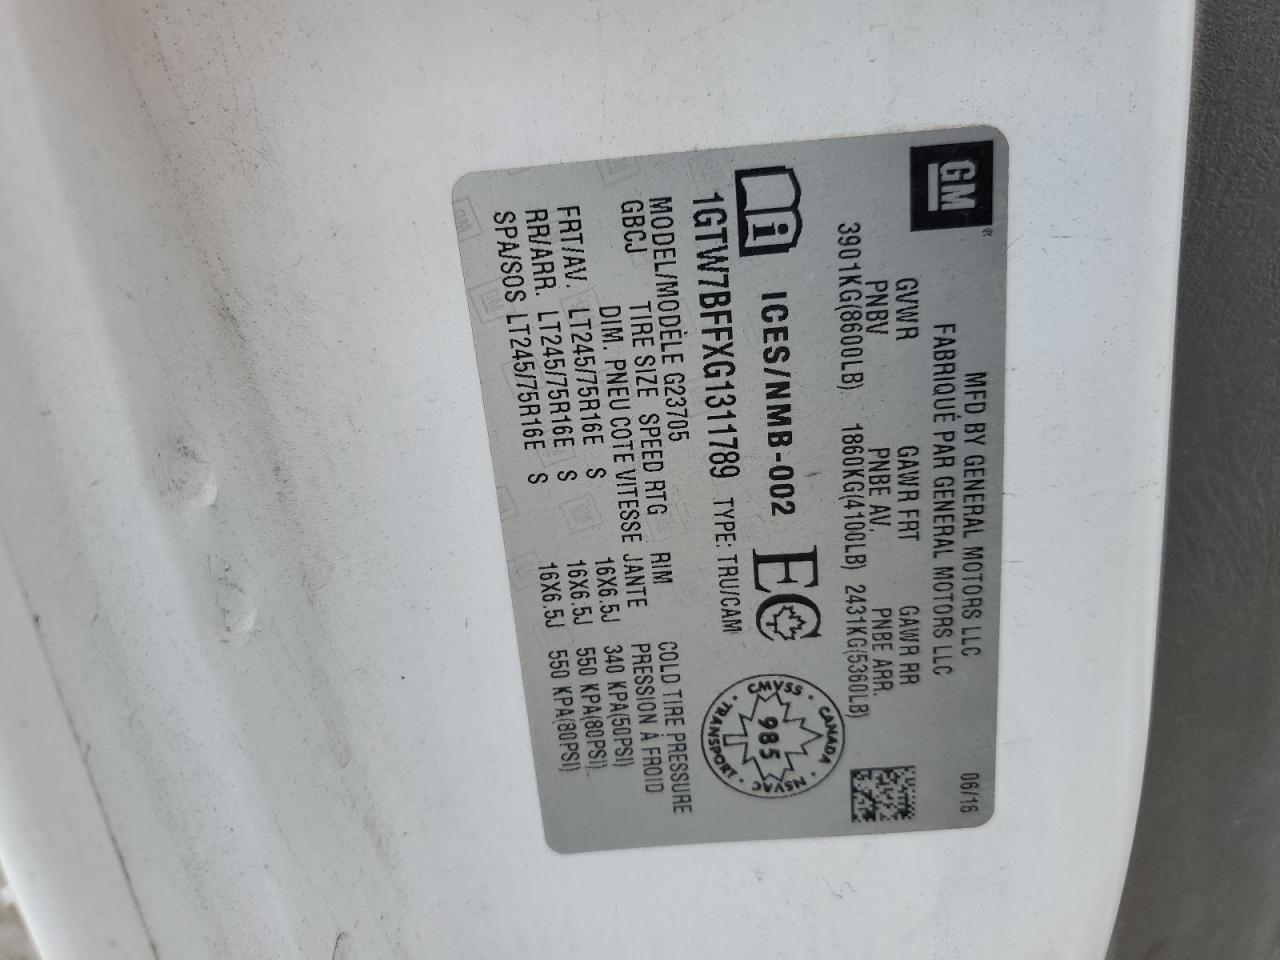 GM®
MFD BY GENERAL MOTORS LLC 06/16
FABRIQUÉ PAR GENERAL MOTORS LLC
GVWR GAWR FRT GAWR RR
PNBV PNBE AV. PNBE ARR.
3901KG(8600LB) 1860KG(4100LB) 2431KG(5360LB)
i ICES/NMB-002 EC
CMVSS • CANADA • NSVAC • TRANSPORT •
985
1GTW7BFFXG1311789 TYPE: TRU/CAM
MODEL/MODÈLE G23705
GBCJ TIRE SIZE SPEED RTG RIM COLD TIRE PRESSURE
DIM. PNEU COTE VITESSE JANTE PRESSION À FROID
FRT/AV. LT245/75R16E S 16X6.5J 340 KPA(50PSI)
RR/ARR. LT245/75R16E S 16X6.5J 550 KPA(80PSI)
SPA/SOS LT245/75R16E S 16X6.5J 550 KPA(80PSI)